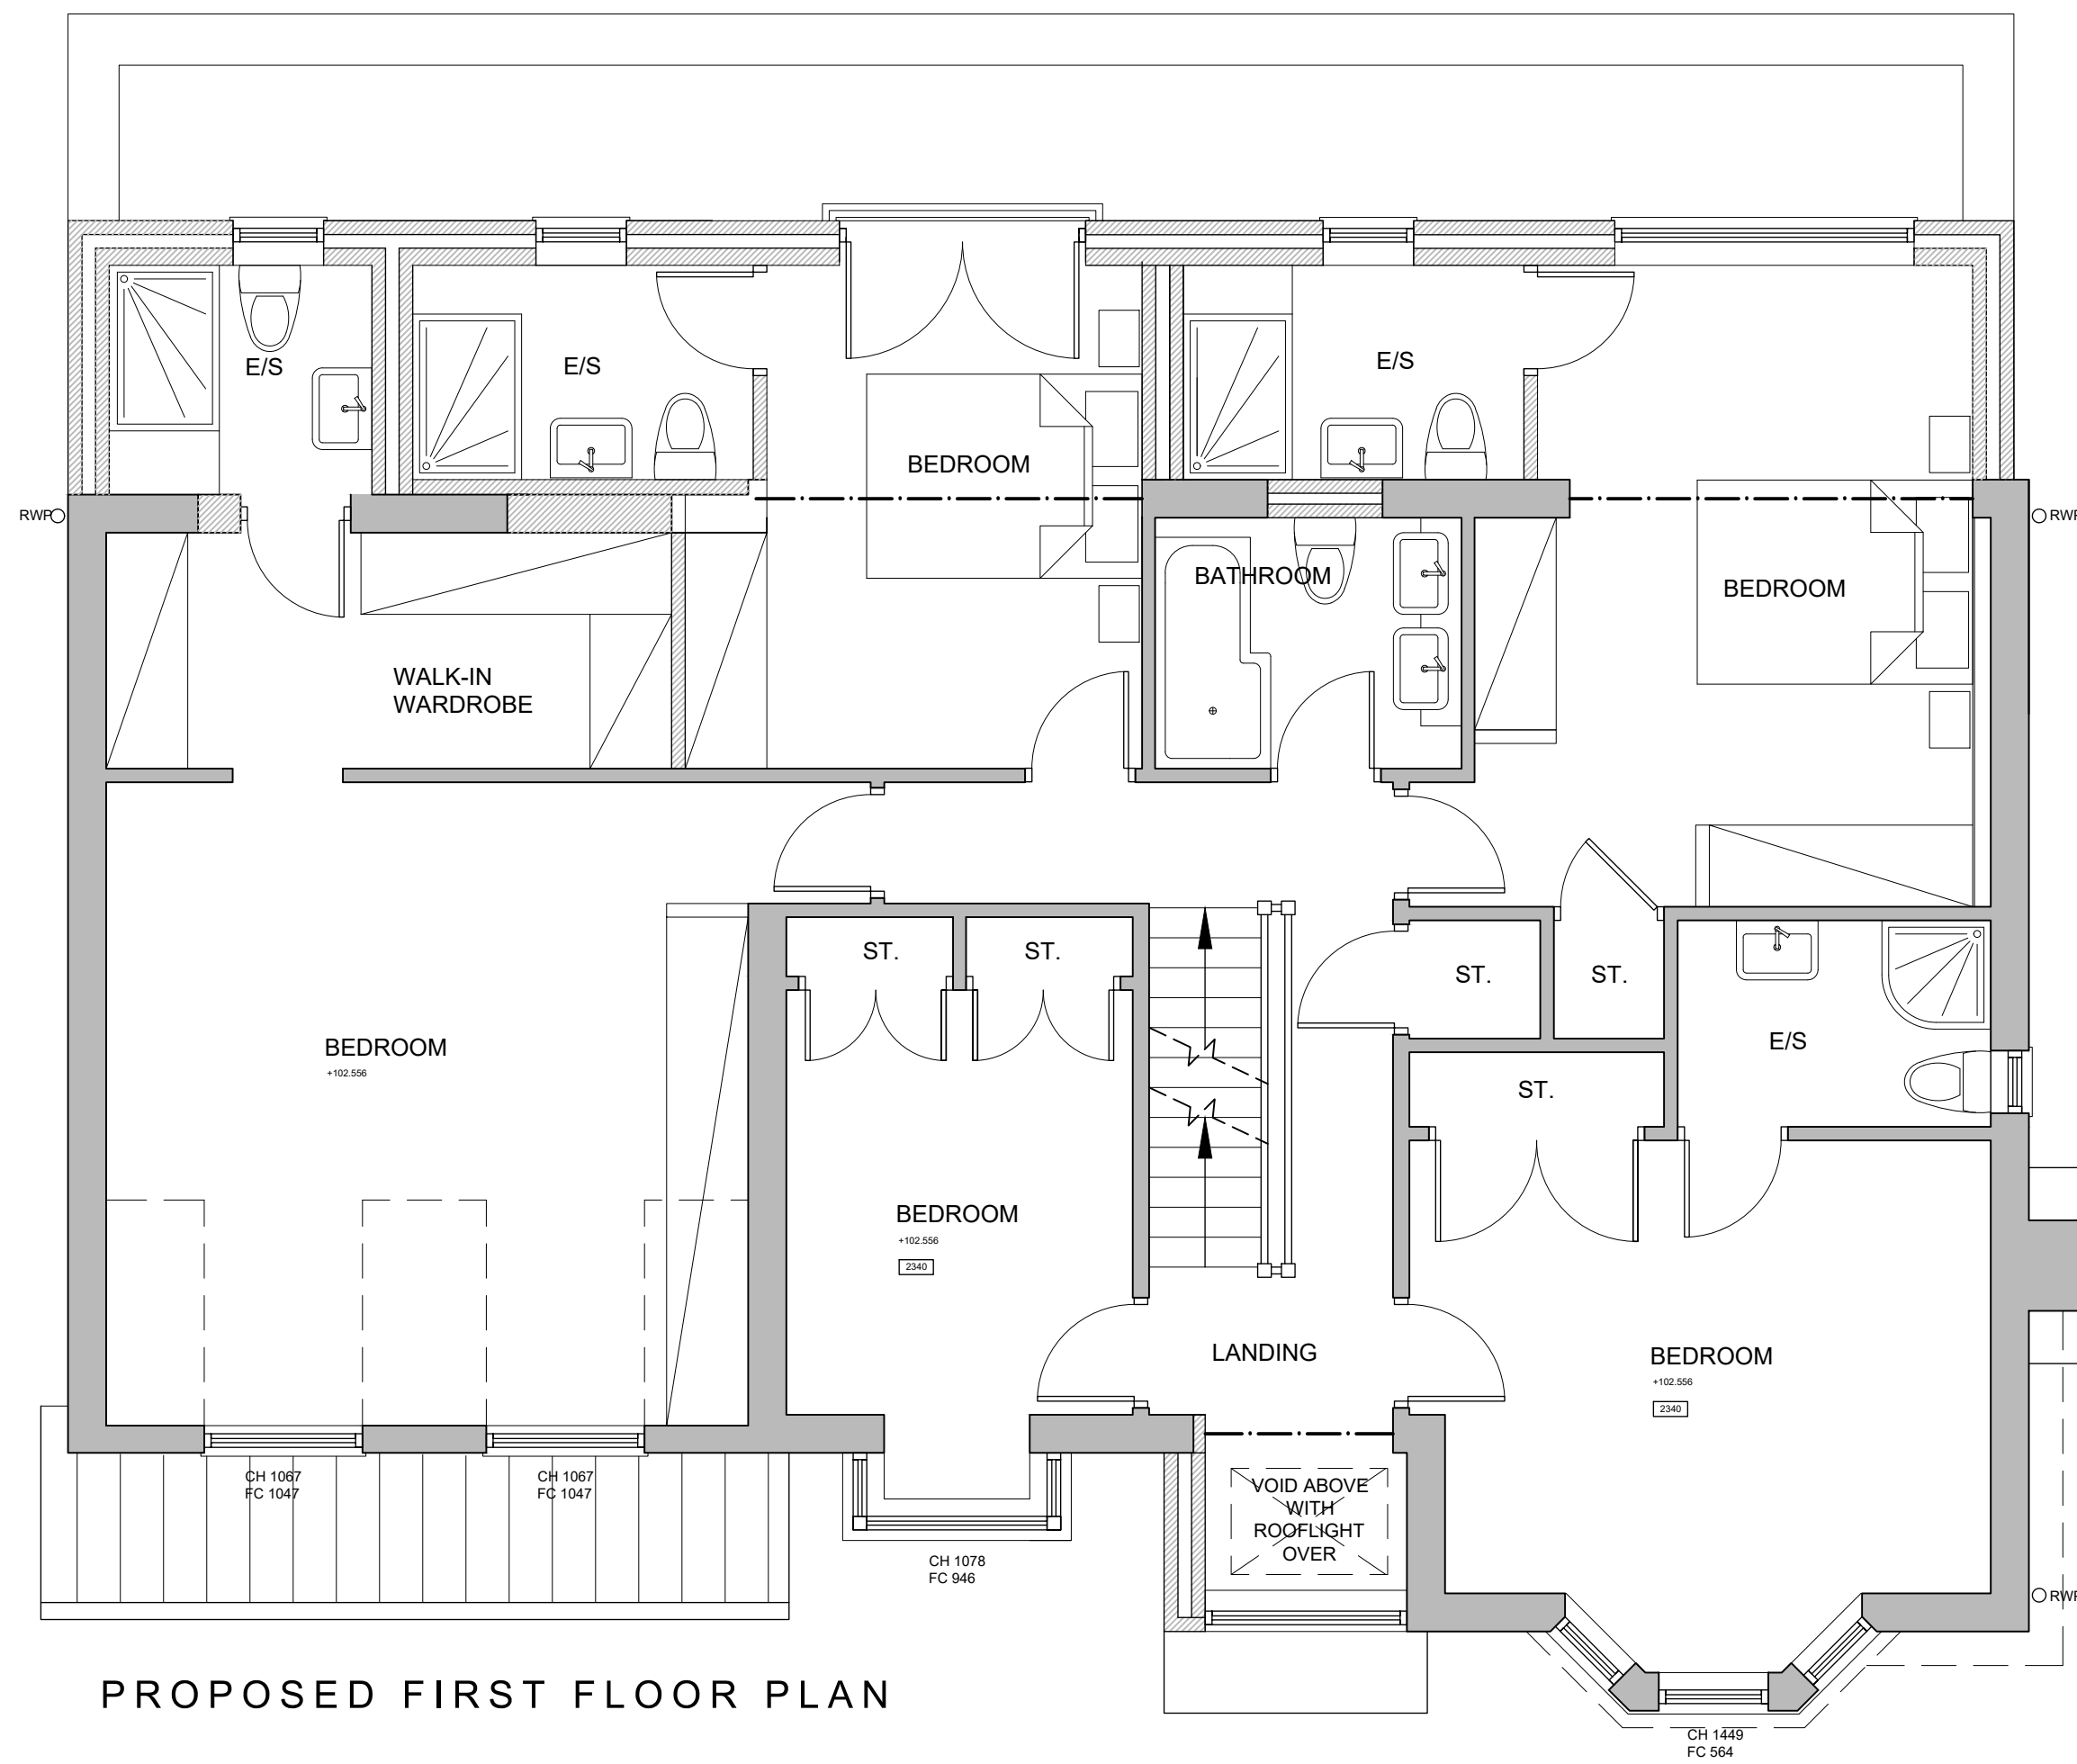 E/S
E/S
E/S
BEDROOM
RWP
RWP
BATHROOM
BEDROOM
WALK-IN
WARDROBE
ST.
ST.
ST.
ST.
BEDROOM
+102.556
E/S
ST.
BEDROOM
+102.556
2340
LANDING
BEDROOM
+102.556
2340
CH 1067
FC 1047
CH 1067
FC 1047
VOID ABOVE
WITH
ROOFLIGHT
OVER
CH 1078
FC 946
RWP
PROPOSED FIRST FLOOR PLAN
CH 1449
FC 564